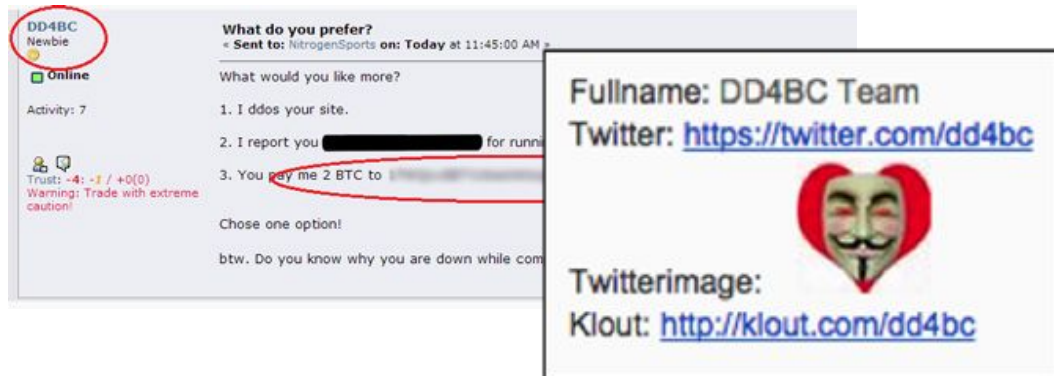 DD4BC
Newbie
Online
Activity: 7
Trust: -4: -1 / +0(0)
Warning: Trade with extreme
caution!
What do you prefer?
« Sent to: NitrogenSports on: Today at 11:45:00 AM »
What would you like more?
1. I ddos your site.
2. I report you for runni
3. You pay me 2 BTC to
Chose one option!
btw. Do you know why you are down while com
Fullname: DD4BC Team
Twitter: https://twitter.com/dd4bc
Twitterimage:
Klout: http://klout.com/dd4bc